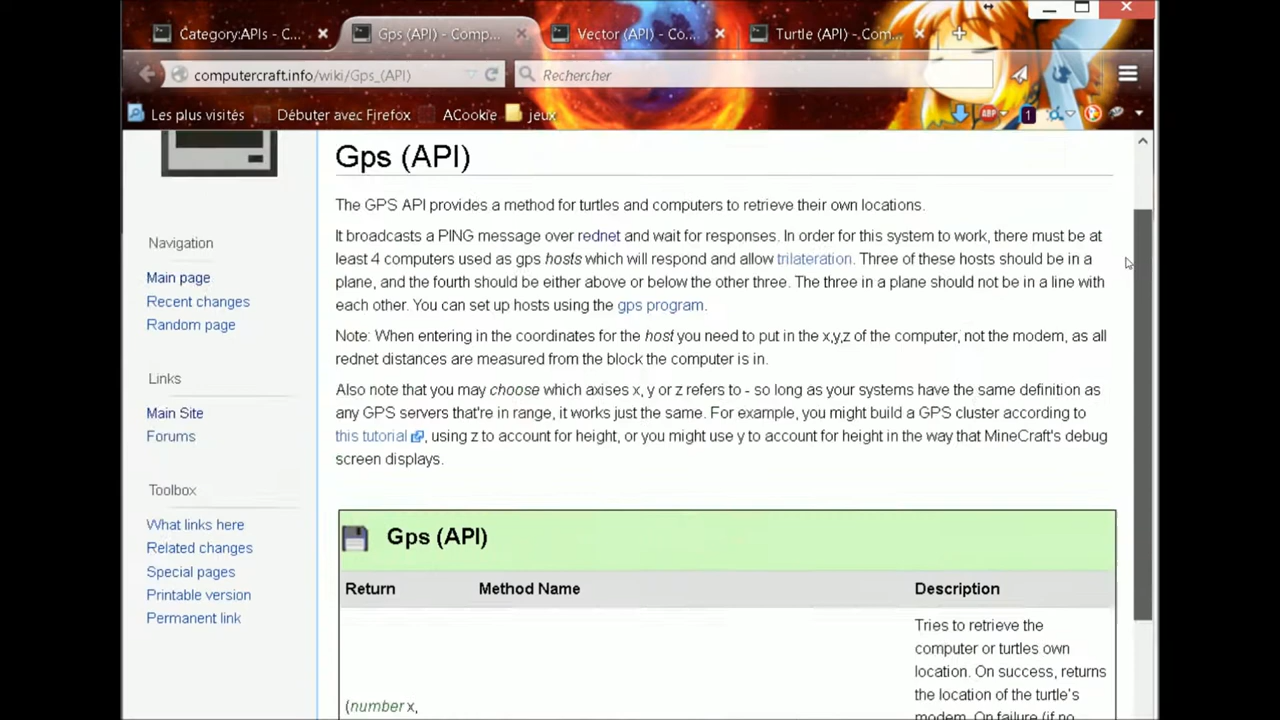 Category:APIs - C...
Gps (API) - Comp...
Vector (API) - Co...
Turtle (API) - Com...
computercraft.info/wiki/Gps_(API)
Rechercher
Les plus visités
Débuter avec Firefox
ACookie
jeux
ABP
1
Gps (API)
The GPS API provides a method for turtles and computers to retrieve their own locations.
It broadcasts a PING message over rednet and wait for responses. In order for this system to work, there must be at
least 4 computers used as gps hosts which will respond and allow trilateration. Three of these hosts should be in a
plane, and the fourth should be either above or below the other three. The three in a plane should not be in a line with
each other. You can set up hosts using the gps program.
Note: When entering in the coordinates for the host you need to put in the x,y,z of the computer, not the modem, as all
rednet distances are measured from the block the computer is in.
Also note that you may choose which axises x, y or z refers to - so long as your systems have the same definition as
any GPS servers that're in range, it works just the same. For example, you might build a GPS cluster according to
this tutorial, using z to account for height, or you might use y to account for height in the way that MineCraft's debug
screen displays.
Navigation
Main page
Recent changes
Random page
Links
Main Site
Forums
Toolbox
What links here
Related changes
Special pages
Printable version
Permanent link
Gps (API)
Return
Method Name
Description
Tries to retrieve the
computer or turtles own
location. On success, returns
the location of the turtle's
modem. On failure (if no
(number x,